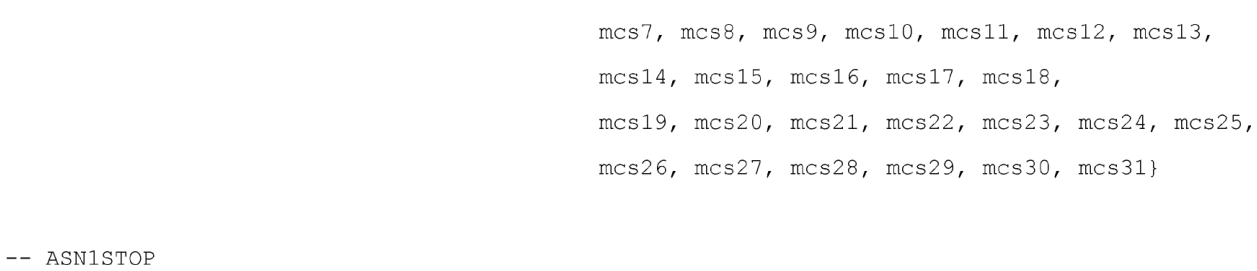 mcs7, mcs8, mcs9, mcs10, mcs11, mcs12, mcs13,
mcs14, mcs15, mcs16, mcs17, mcs18,
mcs19, mcs20, mcs21, mcs22, mcs23, mcs24, mcs25,
mcs26, mcs27, mcs28, mcs29, mcs30, mcs31}
-- ASN1STOP